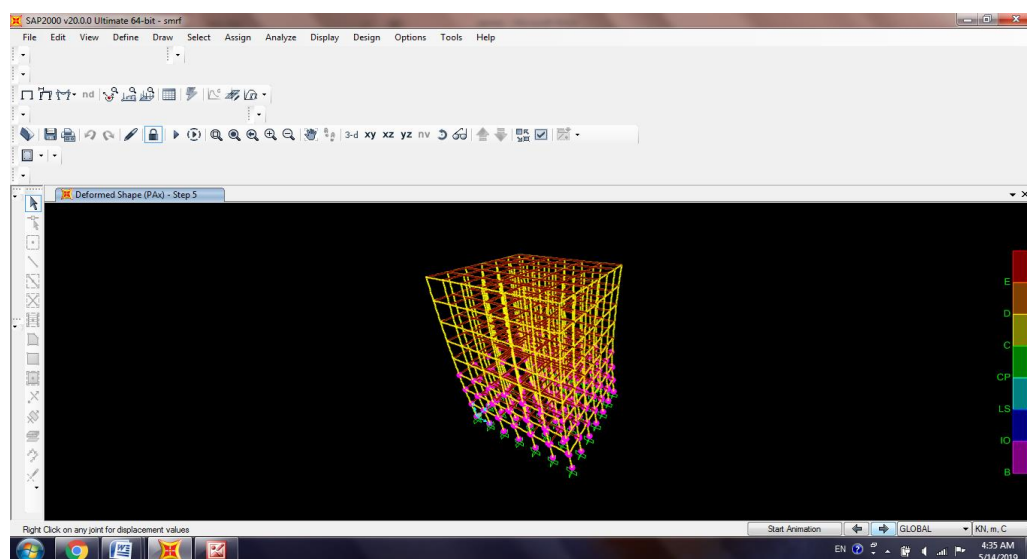 SAP2000 v20.0.0 Ultimate 64-bit - smrf
File Edit View Define Draw Select Assign Analyze Display Design Options Tools Help
nd
3-d xy xz yz nv
Deformed Shape (PAx) - Step 5
E
D
C
CP
LS
IO
B
Right Click on any joint for displacement values
Start Animation
GLOBAL
KN, m, C
EN
4:35 AM
5/14/2019